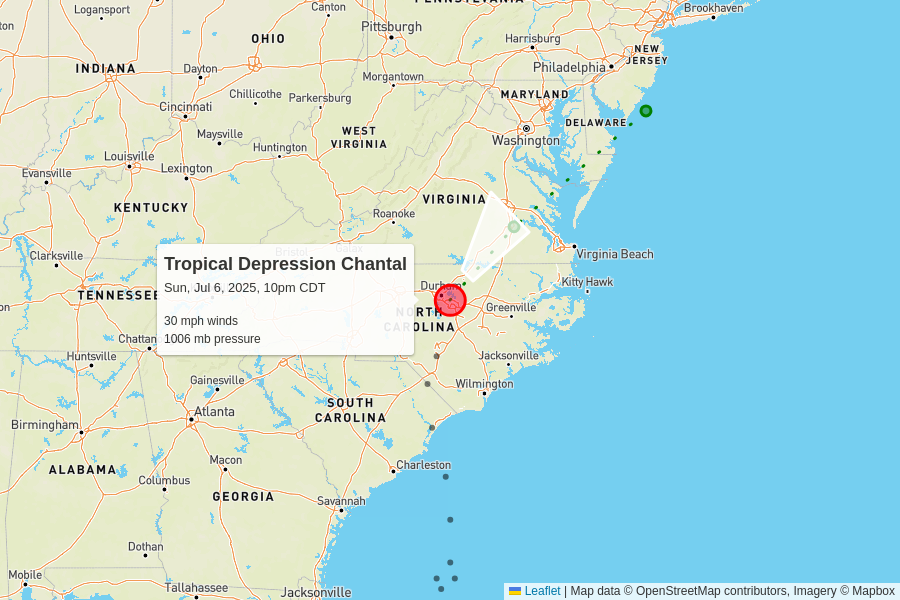 PENNSYLVANIA
Brookhaven
Logansport
Canton
Pittsburgh
OHIO
Harrisburg
NEW
JERSEY
INDIANA
Dayton
Philadelphia
Morgantown
Chillicothe
Parkersburg
MARYLAND
Cincinnati
DELAWARE
Maysville
WEST
VIRGINIA
Washington
Huntington
Louisville
Lexington
Evansville
VIRGINIA
KENTUCKY
Roanoke
Bristol
Galax
Virginia Beach
Clarksville
Tropical Depression Chantal
Sun, Jul 6, 2025, 10pm CDT
30 mph winds
1006 mb pressure
Kitty Hawk
Durham
TENNESSEE
Greenville
NORTH
CAROLINA
Chattan
Huntsville
Jacksonville
Gainesville
Wilmington
SOUTH
CAROLINA
Atlanta
Birmingham
Charleston
Macon
ALABAMA
Columbus
GEORGIA
Savannah
Dothan
Mobile
Tallahassee
Jacksonville
Leaflet | Map data © OpenStreetMap contributors, Imagery © Mapbox